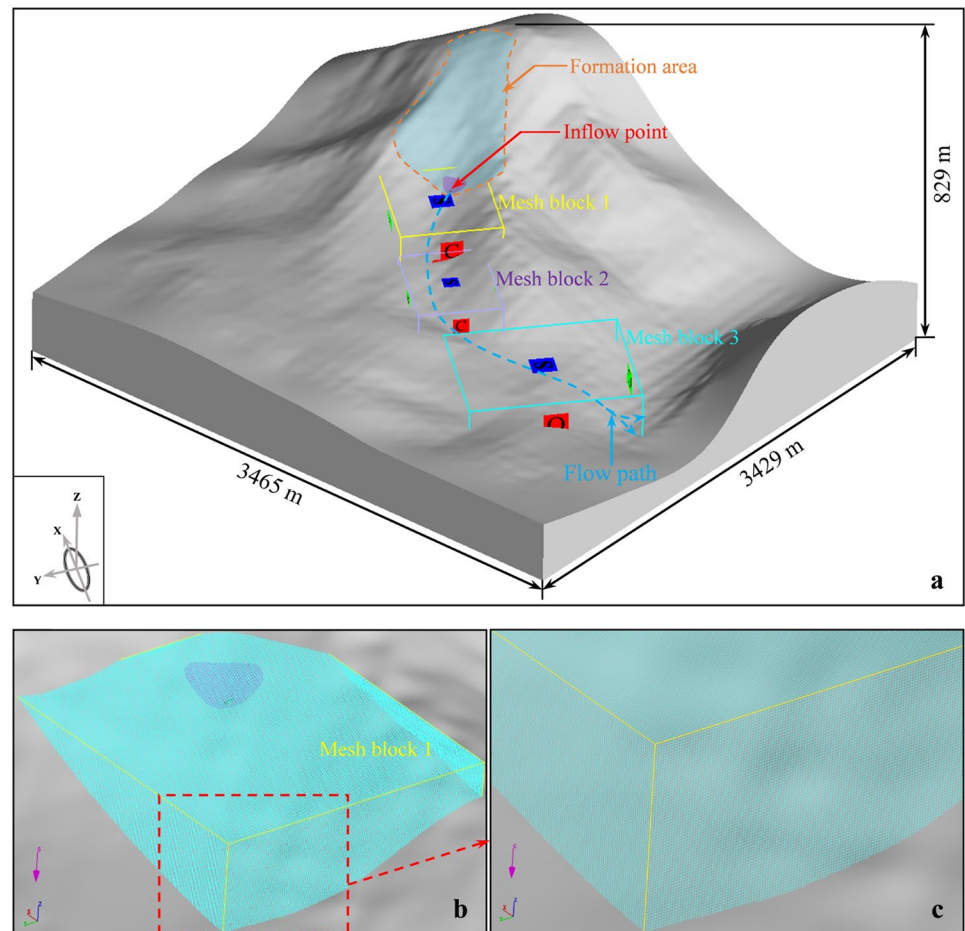 Formation area
Inflow point
829 m
Mesh block 1
C
Mesh block 2
C
Mesh block 3
O
Flow path
3465 m
3429 m
Z
X
Y
a
Mesh block 1
b
c